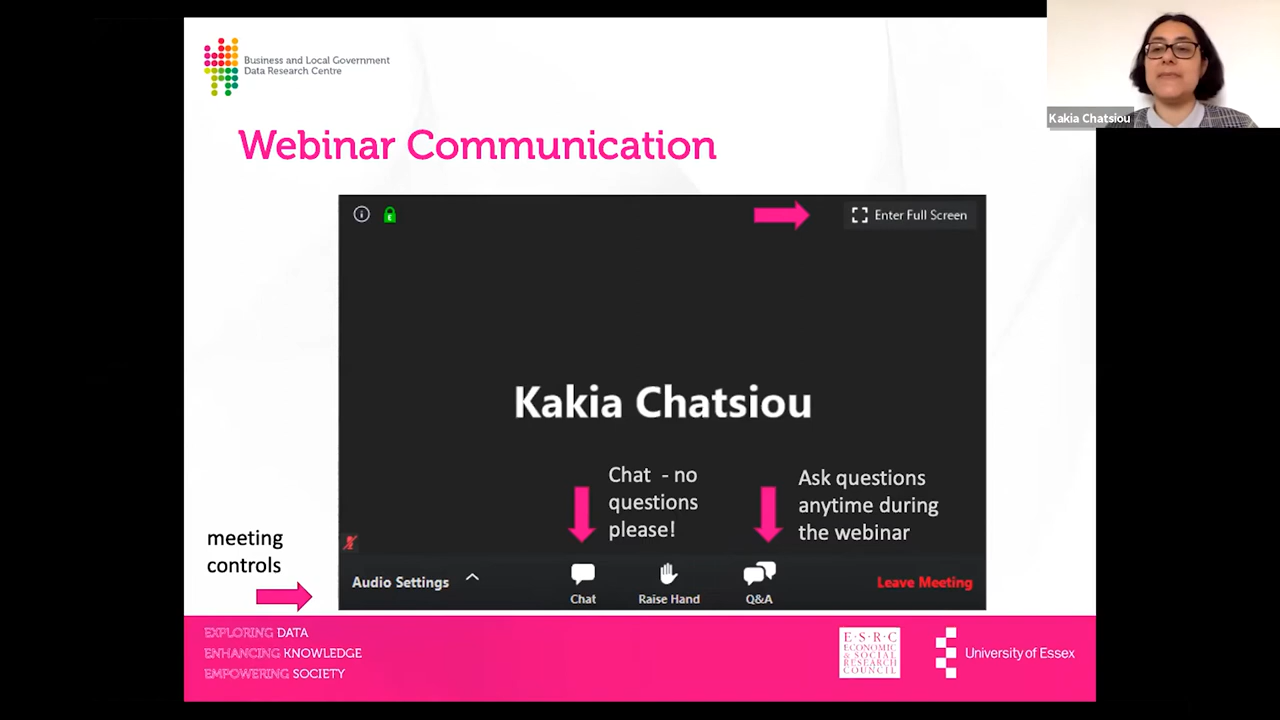 Business and Local Government
Data Research Centre
Kakia Chatsiou
Webinar Communication
Enter Full Screen
Kakia Chatsiou
Chat - no
questions
please!
Ask questions
anytime during
the webinar
meeting
controls
Audio Settings
Chat
Raise Hand
Q&A
Leave Meeting
EXPLORING DATA
ENHANCING KNOWLEDGE
EMPOWERING SOCIETY
E·S·R·C
ECONOMIC
& SOCIAL
RESEARCH
COUNCIL
University of Essex